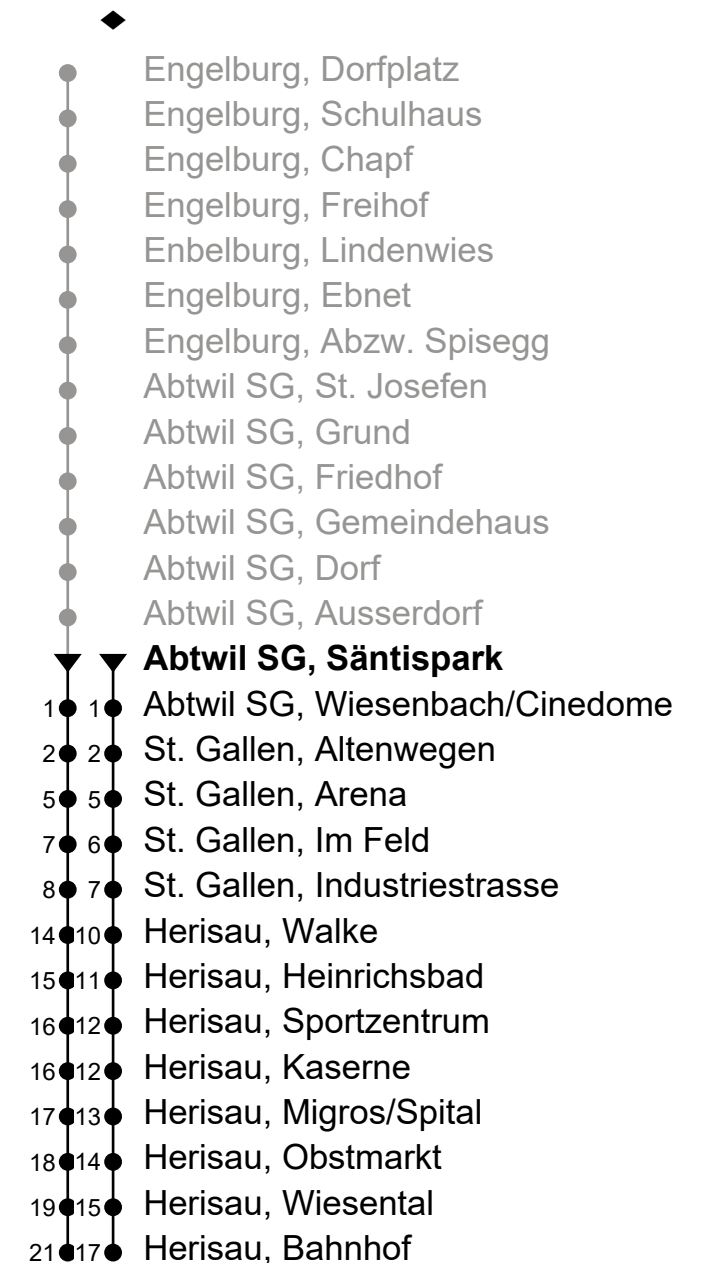 Engelburg, Dorfplatz
Engelburg, Schulhaus
Engelburg, Chapf
Engelburg, Freihof
Enbelburg, Lindenwies
Engelburg, Ebnet
Engelburg, Abzw. Spisegg
Abtwil SG, St. Josefen
Abtwil SG, Grund
Abtwil SG, Friedhof
Abtwil SG, Gemeindehaus
Abtwil SG, Dorf
Abtwil SG, Ausserdorf
Abtwil SG, Säntispark
1 1 Abtwil SG, Wiesenbach/Cinedome
2 2 St. Gallen, Altenwegen
5 5 St. Gallen, Arena
7 6 St. Gallen, Im Feld
8 7 St. Gallen, Industriestrasse
14 10 Herisau, Walke
15 11 Herisau, Heinrichsbad
16 12 Herisau, Sportzentrum
16 12 Herisau, Kaserne
17 13 Herisau, Migros/Spital
18 14 Herisau, Obstmarkt
19 15 Herisau, Wiesental
21 17 Herisau, Bahnhof